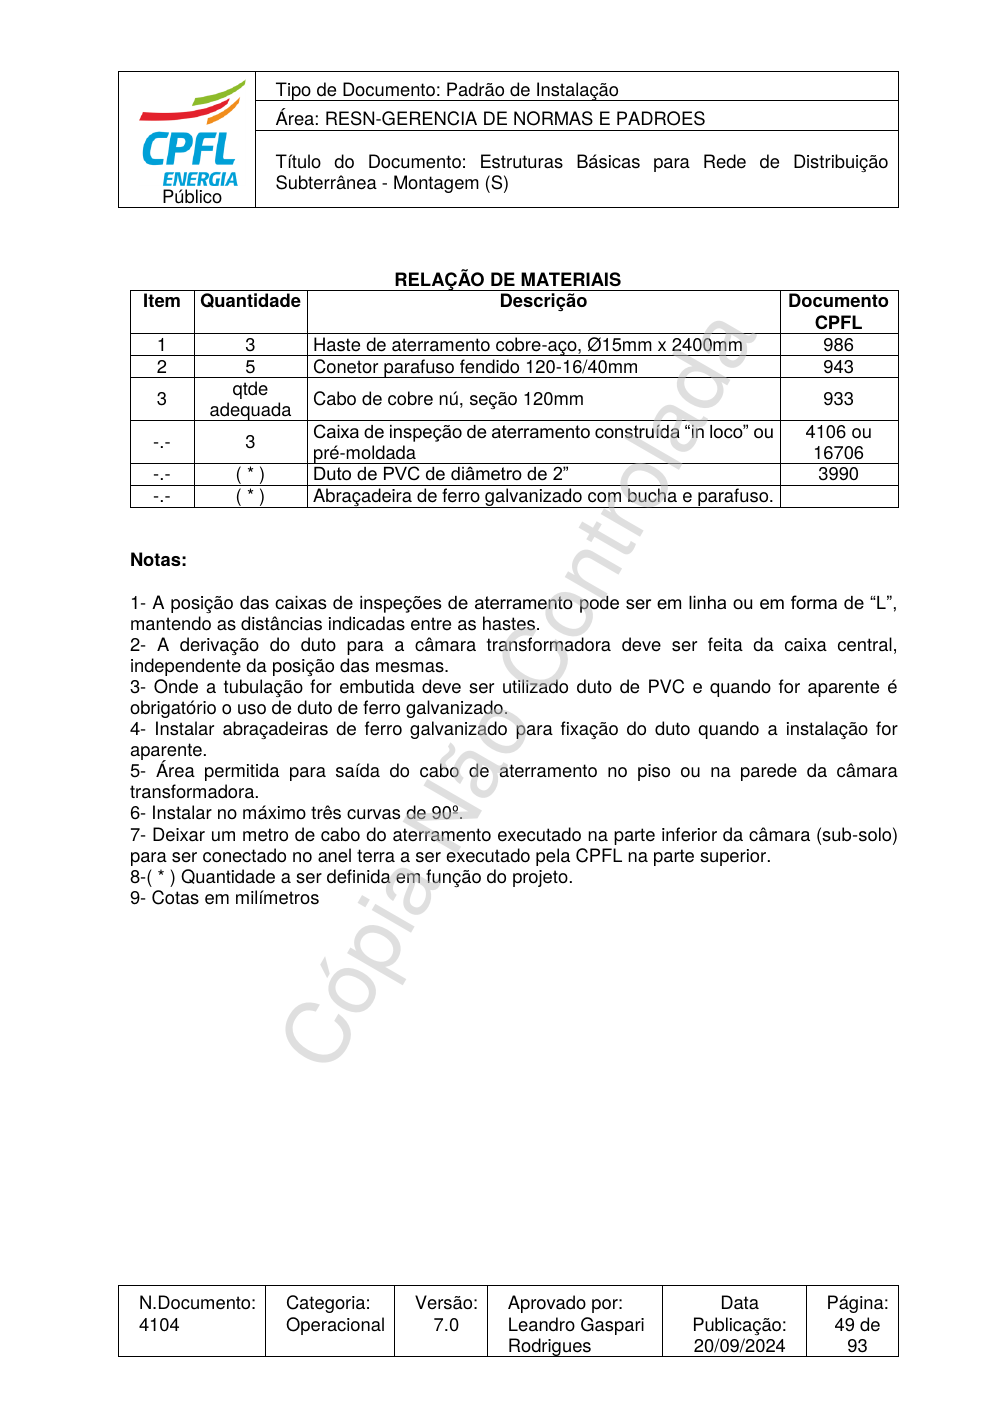 Tipo de Documento: Padrão de Instalação
Área: RESN-GERENCIA DE NORMAS E PADROES
Título do Documento: Estruturas Básicas para Rede de Distribuição
Subterrânea - Montagem (S)
CPFL
ENERGIA
Público
RELAÇÃO DE MATERIAIS
Item Quantidade Descrição Documento
CPFL
1 3 Haste de aterramento cobre-aço, Ø15mm x 2400mm 986
2 5 Conetor parafuso fendido 120-16/40mm 943
3 qtde
adequada Cabo de cobre nú, seção 120mm 933
-.- 3 Caixa de inspeção de aterramento construída “in loco” ou
pré-moldada 4106 ou
16706
-.- ( * ) Duto de PVC de diâmetro de 2” 3990
-.- ( * ) Abraçadeira de ferro galvanizado com bucha e parafuso.
Notas:
1- A posição das caixas de inspeções de aterramento pode ser em linha ou em forma de “L”,
mantendo as distâncias indicadas entre as hastes.
2- A derivação do duto para a câmara transformadora deve ser feita da caixa central,
independente da posição das mesmas.
3- Onde a tubulação for embutida deve ser utilizado duto de PVC e quando for aparente é
obrigatório o uso de duto de ferro galvanizado.
4- Instalar abraçadeiras de ferro galvanizado para fixação do duto quando a instalação for
aparente.
5- Área permitida para saída do cabo de aterramento no piso ou na parede da câmara
transformadora.
6- Instalar no máximo três curvas de 90º.
7- Deixar um metro de cabo do aterramento executado na parte inferior da câmara (sub-solo)
para ser conectado no anel terra a ser executado pela CPFL na parte superior.
8-( * ) Quantidade a ser definida em função do projeto.
9- Cotas em milímetros
Cópia Não Controlada
N.Documento: Categoria: Versão: Aprovado por: Data Página:
4104 Operacional 7.0 Leandro Gaspari Publicação: 49 de
Rodrigues 20/09/2024 93